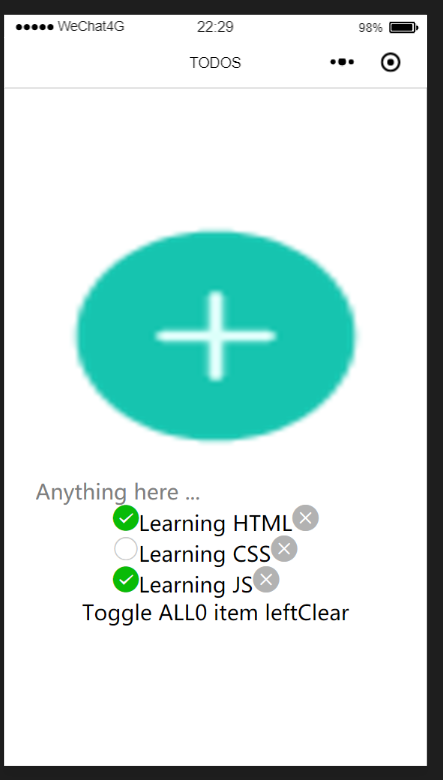 WeChat4G 22:29 98%
TODOS
Anything here ...
Learning HTML
Learning CSS
Learning JS
Toggle ALL0 item leftClear